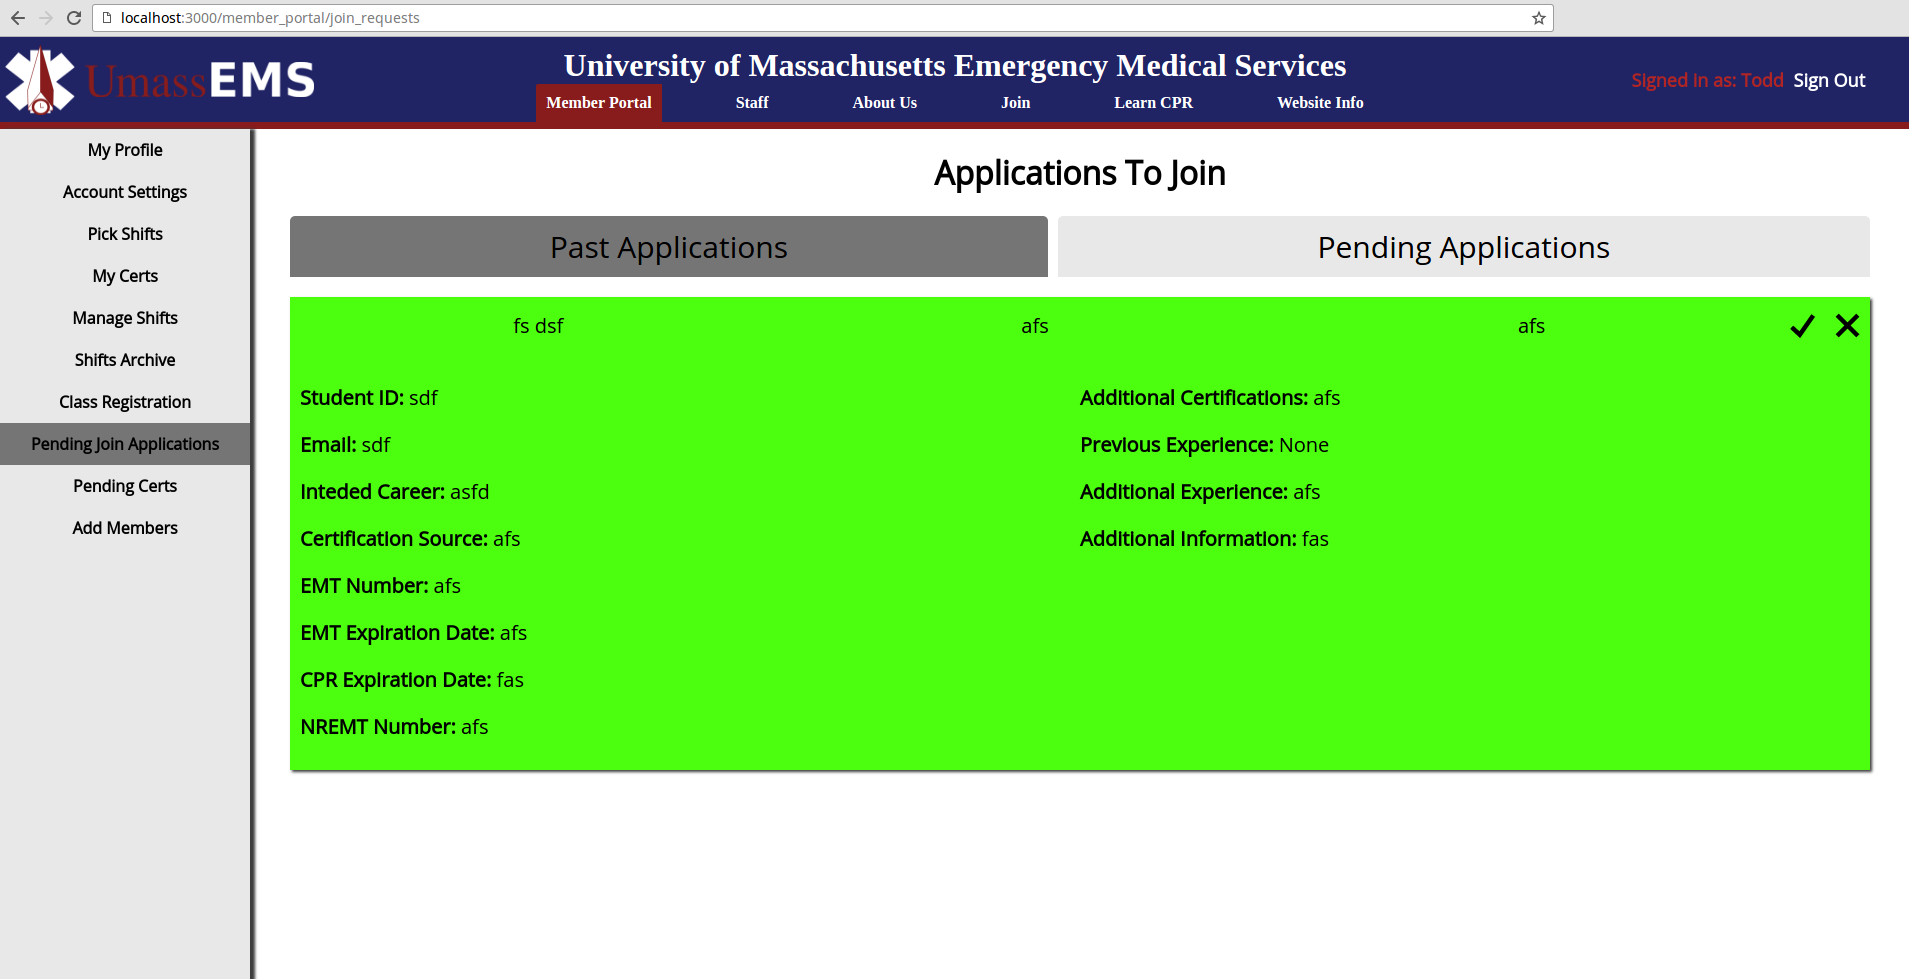 localhost:3000/member_portal/join_requests
UmassEMS
University of Massachusetts Emergency Medical Services
Signed in as: Todd Sign Out
Member Portal Staff About Us Join Learn CPR Website Info
My Profile
Account Settings
Pick Shifts
My Certs
Manage Shifts
Shifts Archive
Class Registration
Pending Join Applications
Pending Certs
Add Members
Applications To Join
Past Applications Pending Applications
fs dsf afs afs
Student ID: sdf
Email: sdf
Inteded Career: asfd
Certification Source: afs
EMT Number: afs
EMT Expiration Date: afs
CPR Expiration Date: fas
NREMT Number: afs
Additional Certifications: afs
Previous Experience: None
Additional Experience: afs
Additional Information: fas